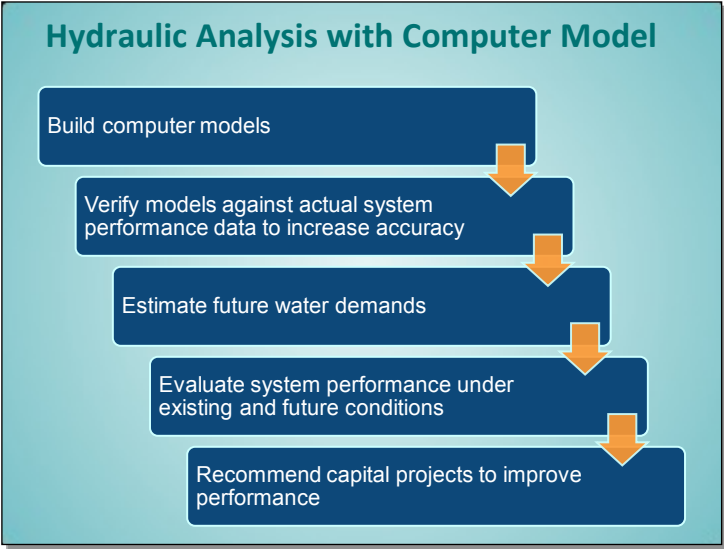 Hydraulic Analysis with Computer Model
Build computer models
Verify models against actual system
performance data to increase accuracy
Estimate future water demands
Evaluate system performance under
existing and future conditions
Recommend capital projects to improve
performance